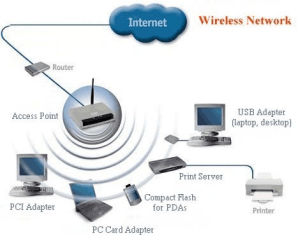 Internet
Wireless Network
Router
Access Point
USB Adapter
(laptop, desktop)
Print Server
Compact Flash
for PDAs
PCI Adapter
Printer
PC Card Adapter